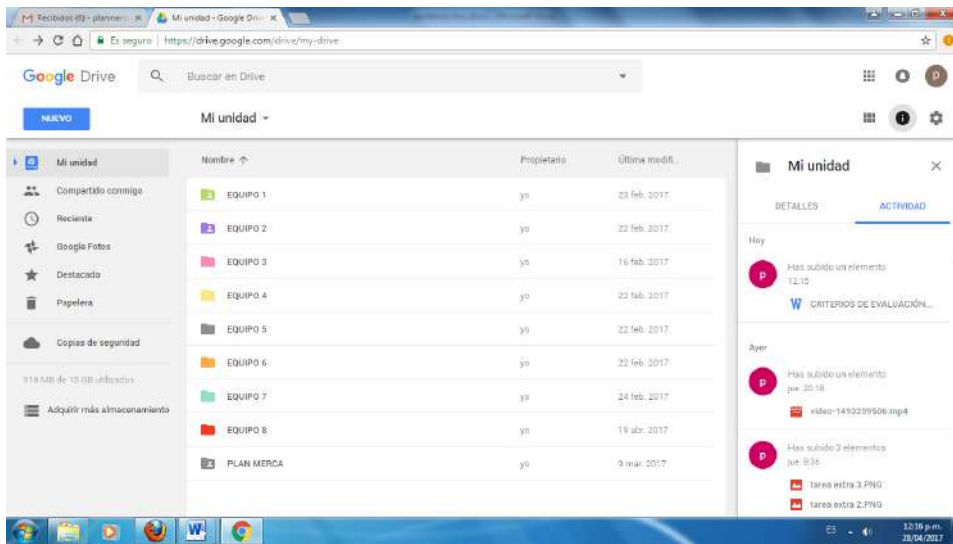 Recibidos (6) - planner
Mi unidad - Google Driv
Es seguro
https://drive.google.com/drive/my-drive
Google Drive
Buscar en Drive
P
NUEVO
Mi unidad
Mi unidad
Compartido conmigo
Reciente
Google Fotos
Destacado
Papelera
Copias de seguridad
de 15 GB utilizados
Adquirir más almacenamiento
Nombre
Propietario
Última modifi...
EQUIPO 1
yo
23 feb. 2017
EQUIPO 2
yo
22 feb. 2017
EQUIPO 3
yo
16 feb. 2017
EQUIPO 4
yo
22 feb. 2017
EQUIPO 5
yo
22 feb. 2017
EQUIPO 6
yo
22 feb. 2017
EQUIPO 7
yo
24 feb. 2017
EQUIPO 8
yo
19 abr. 2017
PLAN MERCA
yo
9 mar. 2017
Mi unidad
DETALLES
ACTIVIDAD
Hoy
p
Has subido un elemento
12:15
W
CRITERIOS DE EVALUACIÓN...
Ayer
p
Has subido un elemento
jue. 20:18
video-1493259506.mp4
p
Has subido 3 elementos
jue. 9:36
tarea extra 3.PNG
tarea extra 2.PNG
W
ES
12:16 p.m.
28/04/2017